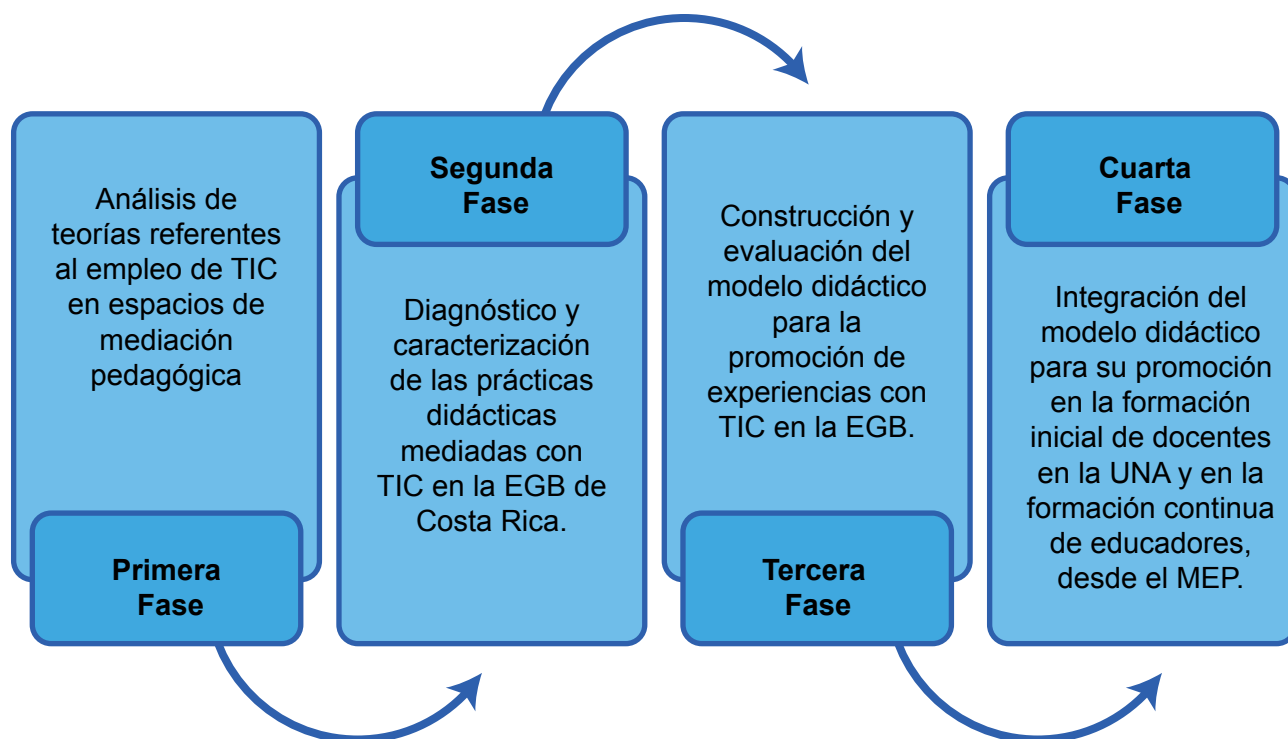 Análisis de
teorías referentes
al empleo de TIC
en espacios de
mediación
pedagógica
Primera
Fase
Segunda
Fase
Diagnóstico y
caracterización
de las prácticas
didácticas
mediadas con
TIC en la EGB de
Costa Rica.
Construcción y
evaluación del
modelo didáctico
para la
promoción de
experiencias con
TIC en la EGB.
Tercera
Fase
Cuarta
Fase
Integración del
modelo didáctico
para su promoción
en la formación
inicial de docentes
en la UNA y en la
formación continua
de educadores,
desde el MEP.